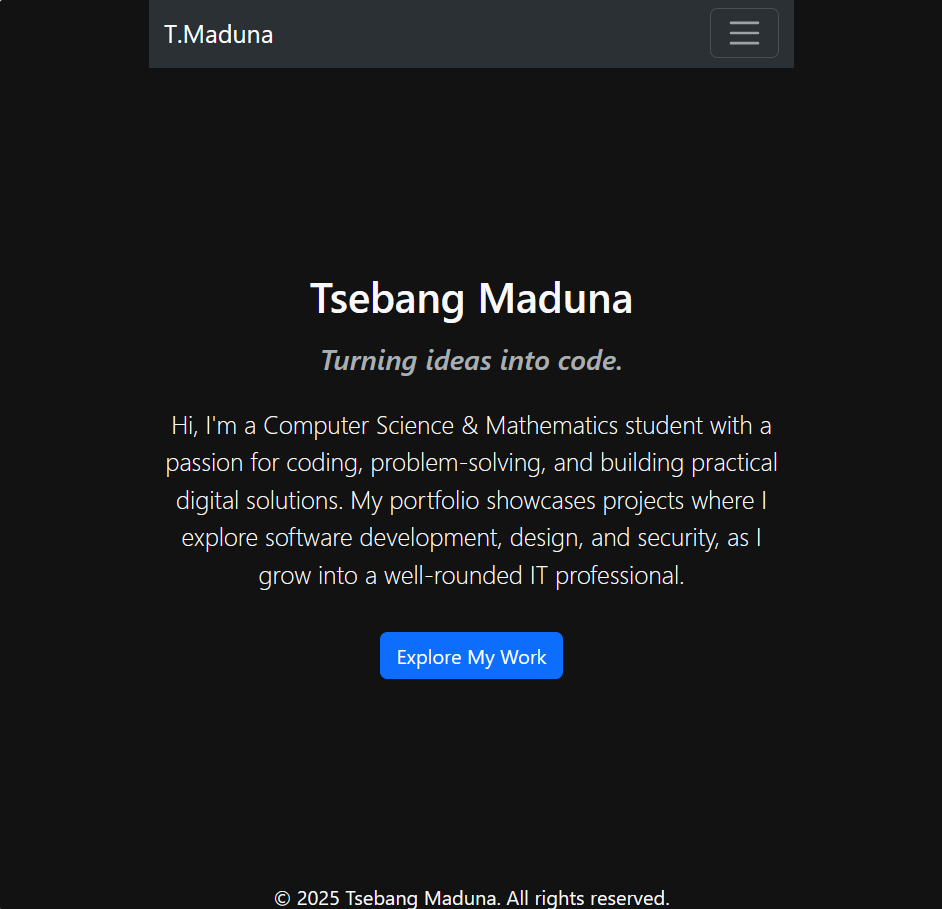 T.Maduna
Tsebang Maduna
Turning ideas into code.
Hi, I'm a Computer Science & Mathematics student with a
passion for coding, problem-solving, and building practical
digital solutions. My portfolio showcases projects where I
explore software development, design, and security, as I
grow into a well-rounded IT professional.
Explore My Work
© 2025 Tsebang Maduna. All rights reserved.